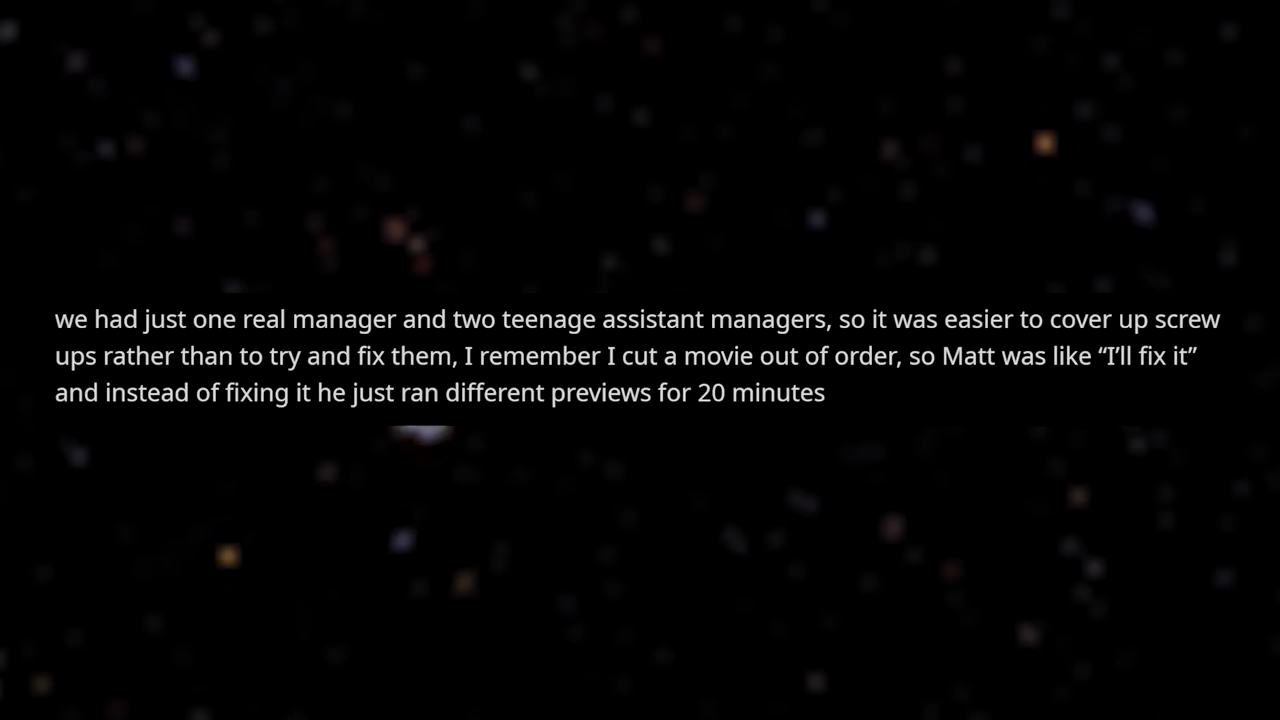 we had just one real manager and two teenage assistant managers, so it was easier to cover up screw
ups rather than to try and fix them, I remember I cut a movie out of order, so Matt was like “I’ll fix it”
and instead of fixing it he just ran different previews for 20 minutes